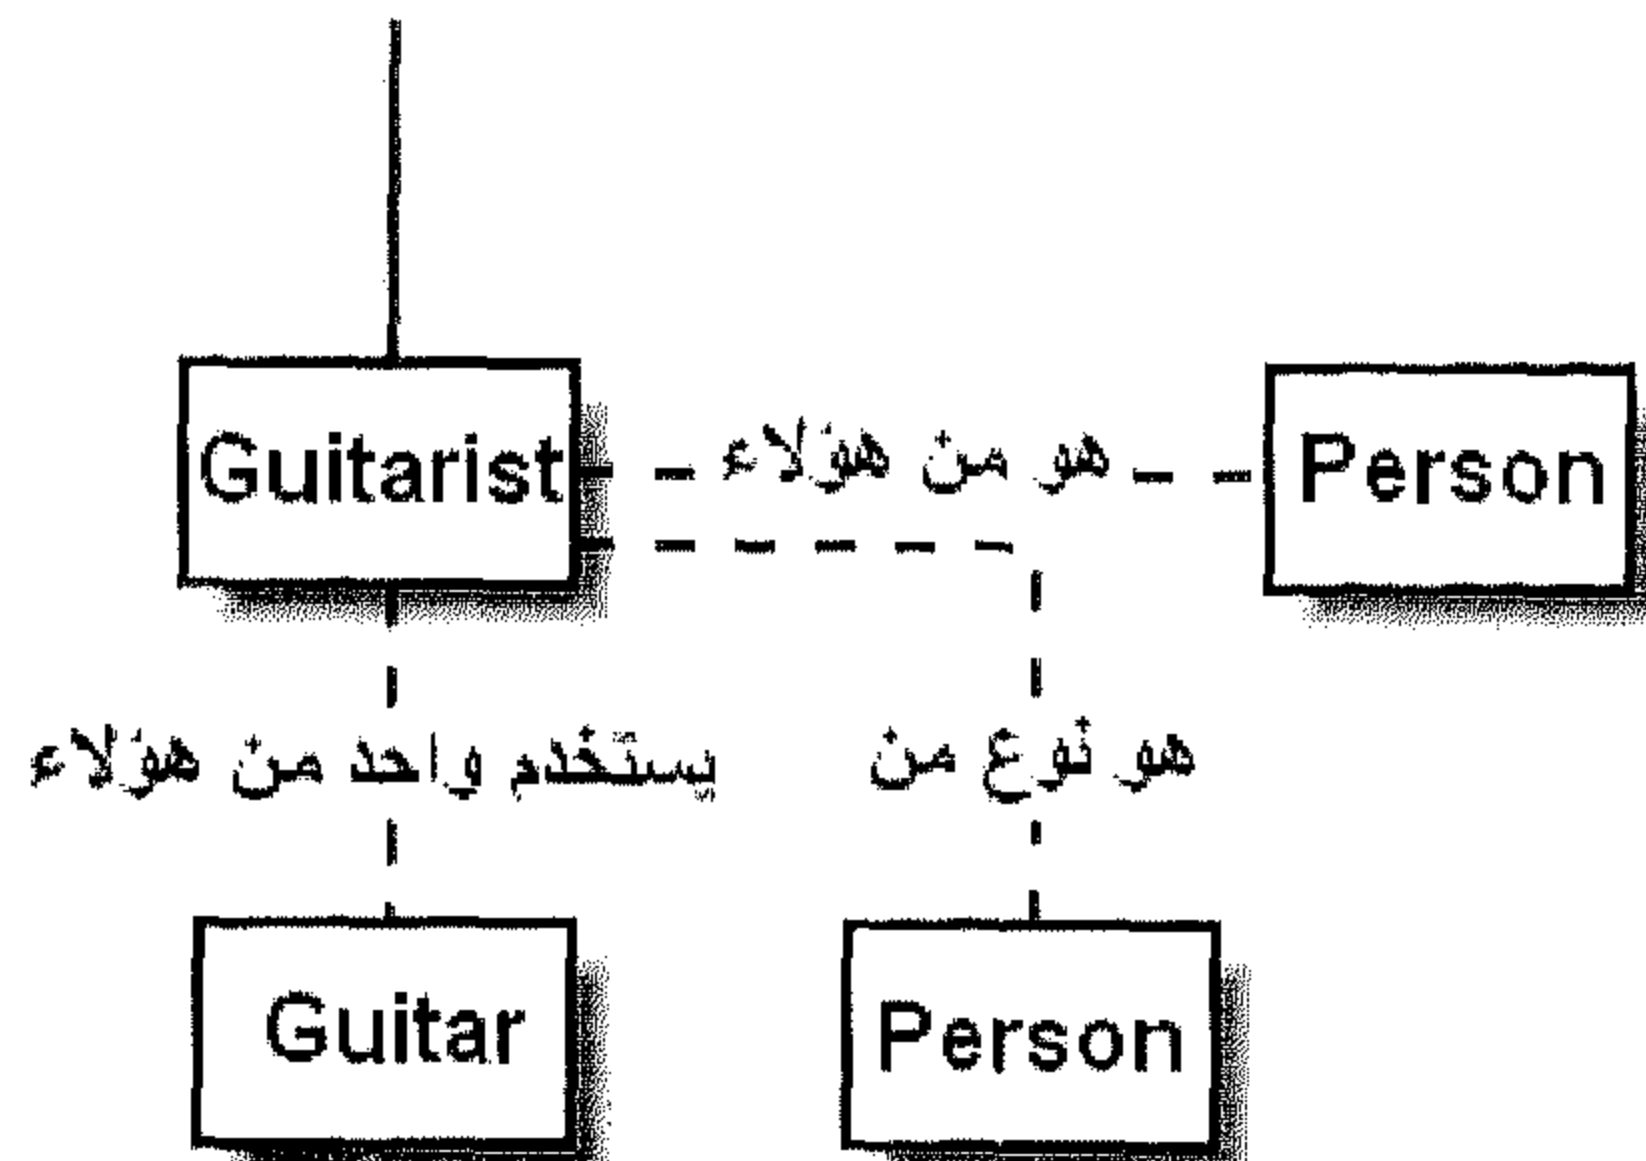 Guitarist
هو من هؤلاء
Person
يستخدم واحد من هؤلاء
هو نوع من
Guitar
Person